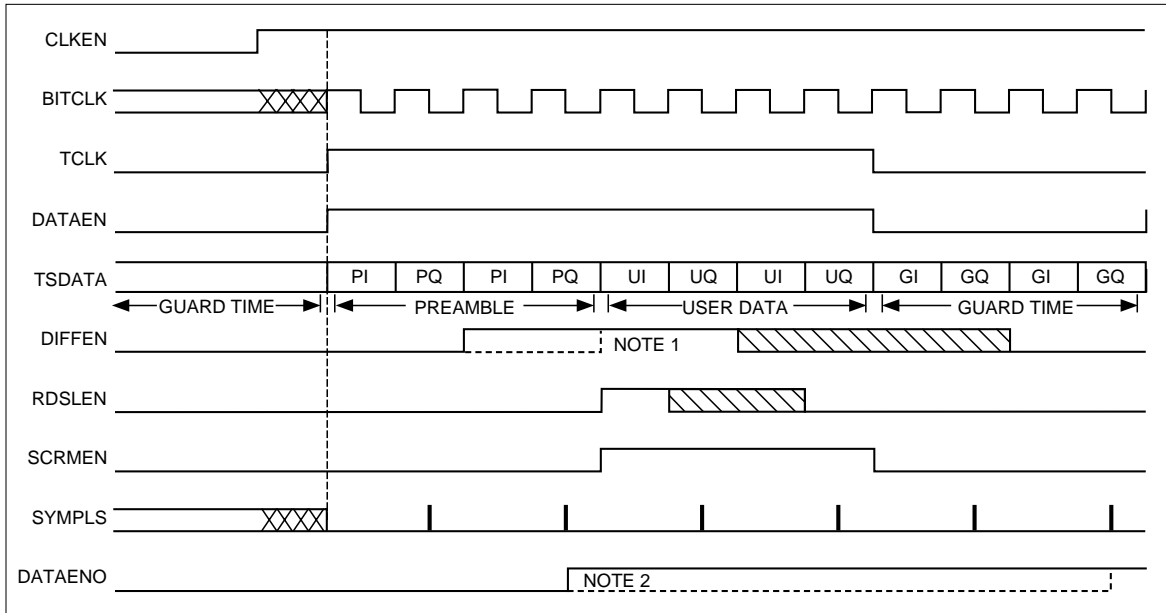 CLKEN
BITCLK
TCLK
DATAEN
TSDATA PI PQ PI PQ UI UQ UI UQ GI GQ GI GQ
GUARD TIME PREAMBLE USER DATA GUARD TIME
DIFFEN NOTE 1
RDSLEN
SCRMEN
SYMPLS
DATAENO NOTE 2